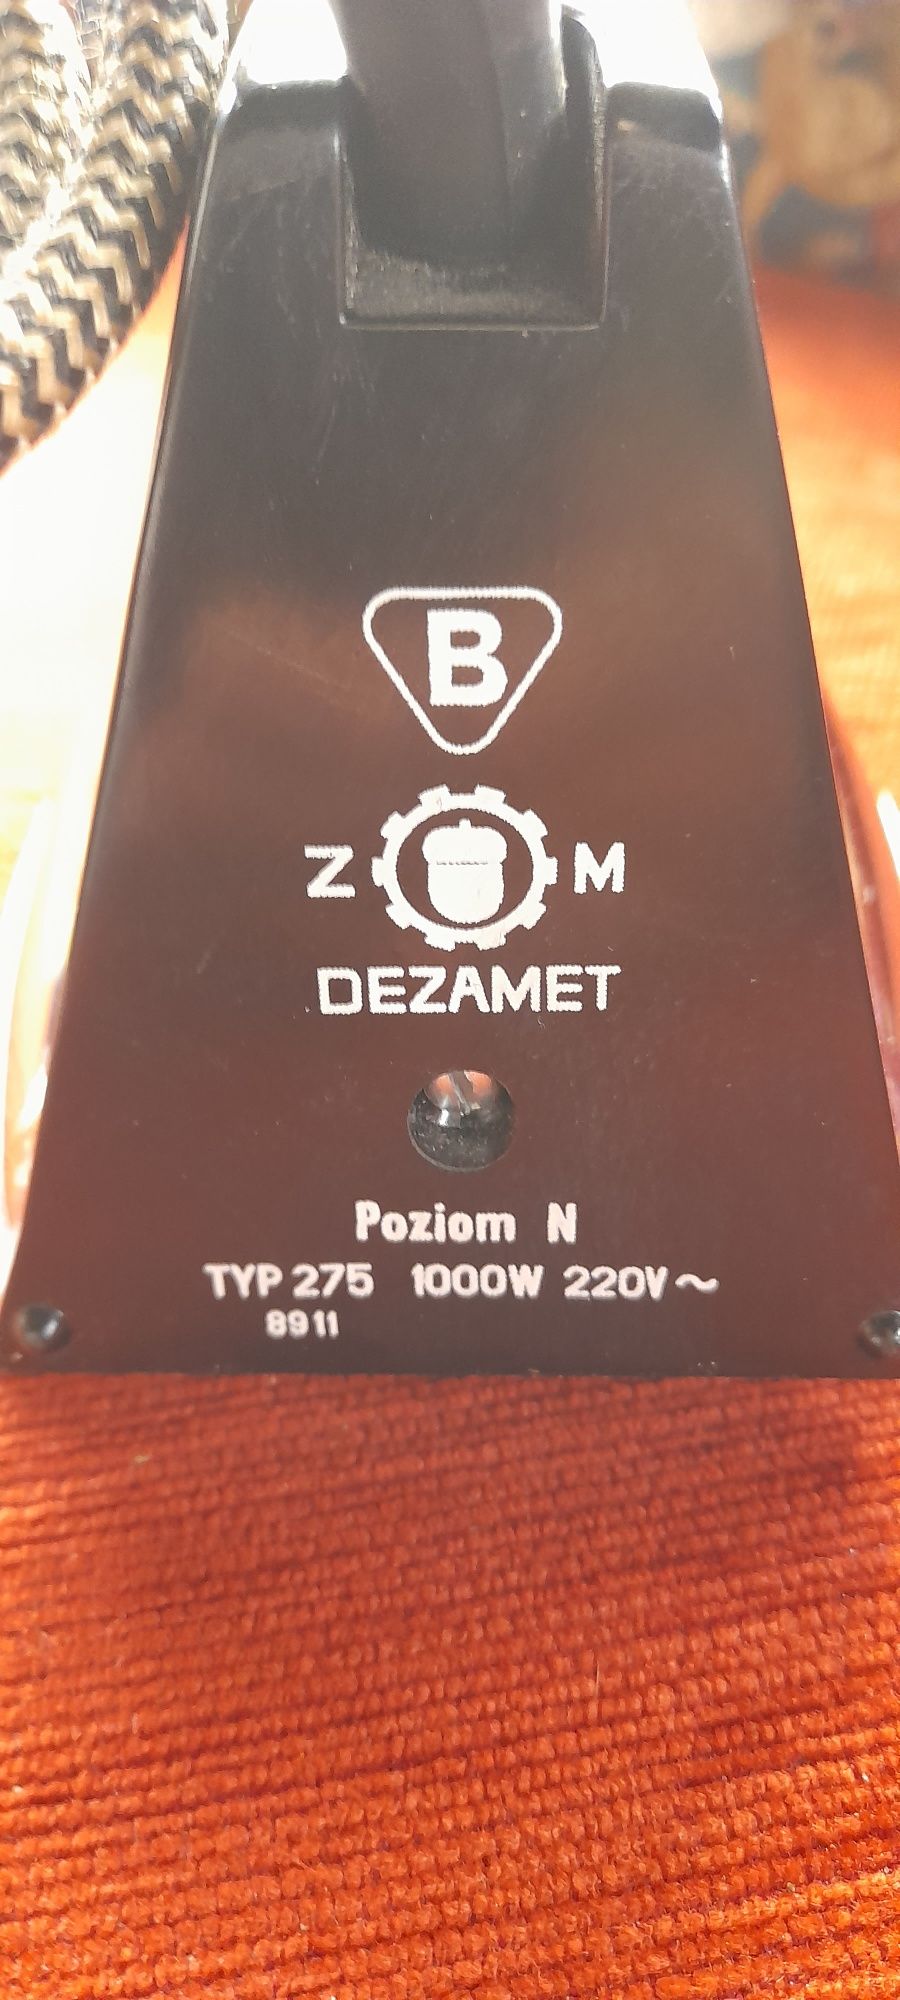 B
Z M
DEZAMET
Poziom N
TYP 275 1000W 220V ~
8911